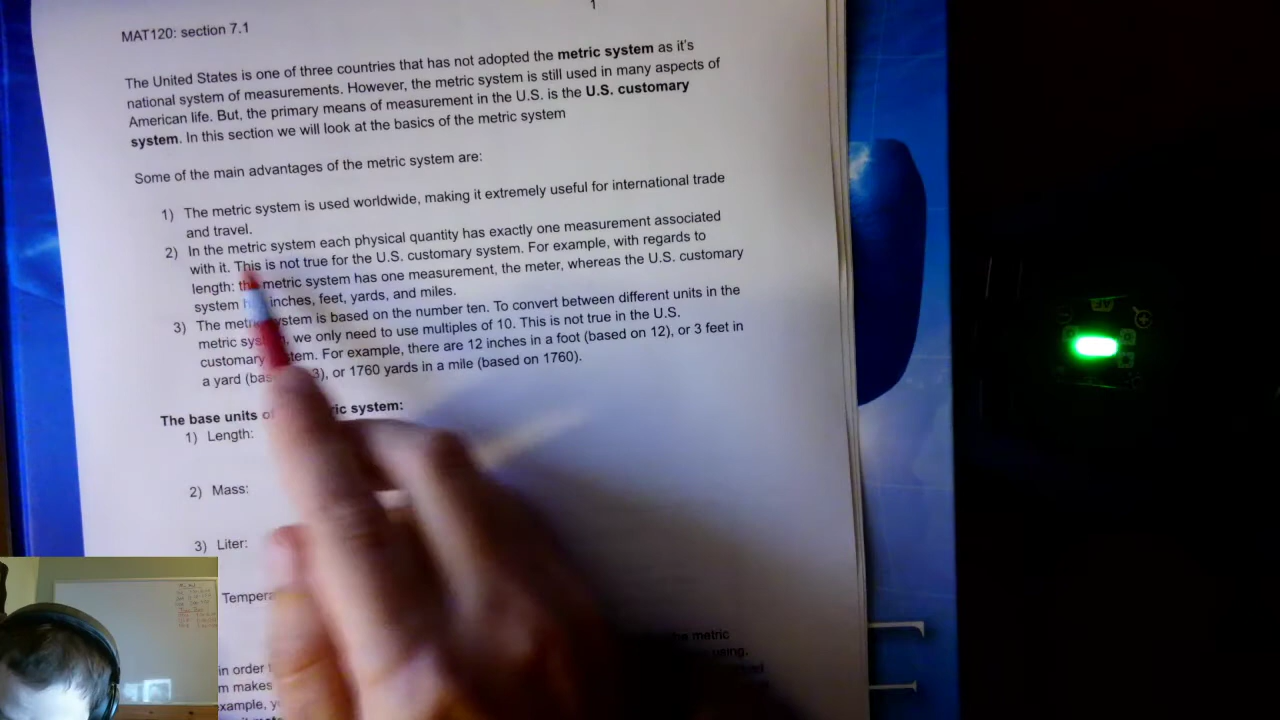 1
MAT120: section 7.1
The United States is one of three countries that has not adopted the metric system as it's
national system of measurements. However, the metric system is still used in many aspects of
American life. But, the primary means of measurement in the U.S. is the U.S. customary
system. In this section we will look at the basics of the metric system
Some of the main advantages of the metric system are:
1) The metric system is used worldwide, making it extremely useful for international trade
and travel.
2) In the metric system each physical quantity has exactly one measurement associated
with it. This is not true for the U.S. customary system. For example, with regards to
length: the metric system has one measurement, the meter, whereas the U.S. customary
system inches, feet, yards, and miles.
3) The metric system is based on the number ten. To convert between different units in the
metric system, we only need to use multiples of 10. This is not true in the U.S.
customary system. For example, there are 12 inches in a foot (based on 12), or 3 feet in
a yard 3), or 1760 yards in a mile (based on 1760).
The base units system:
1) Length:
2) Mass:
3) Liter:
metric
in order using.
makes
y